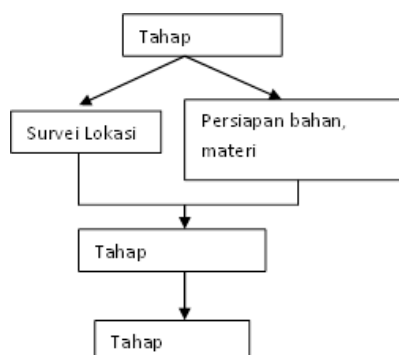 Tahap
Survei Lokasi
Persiapan bahan,
materi
Tahap
Tahap